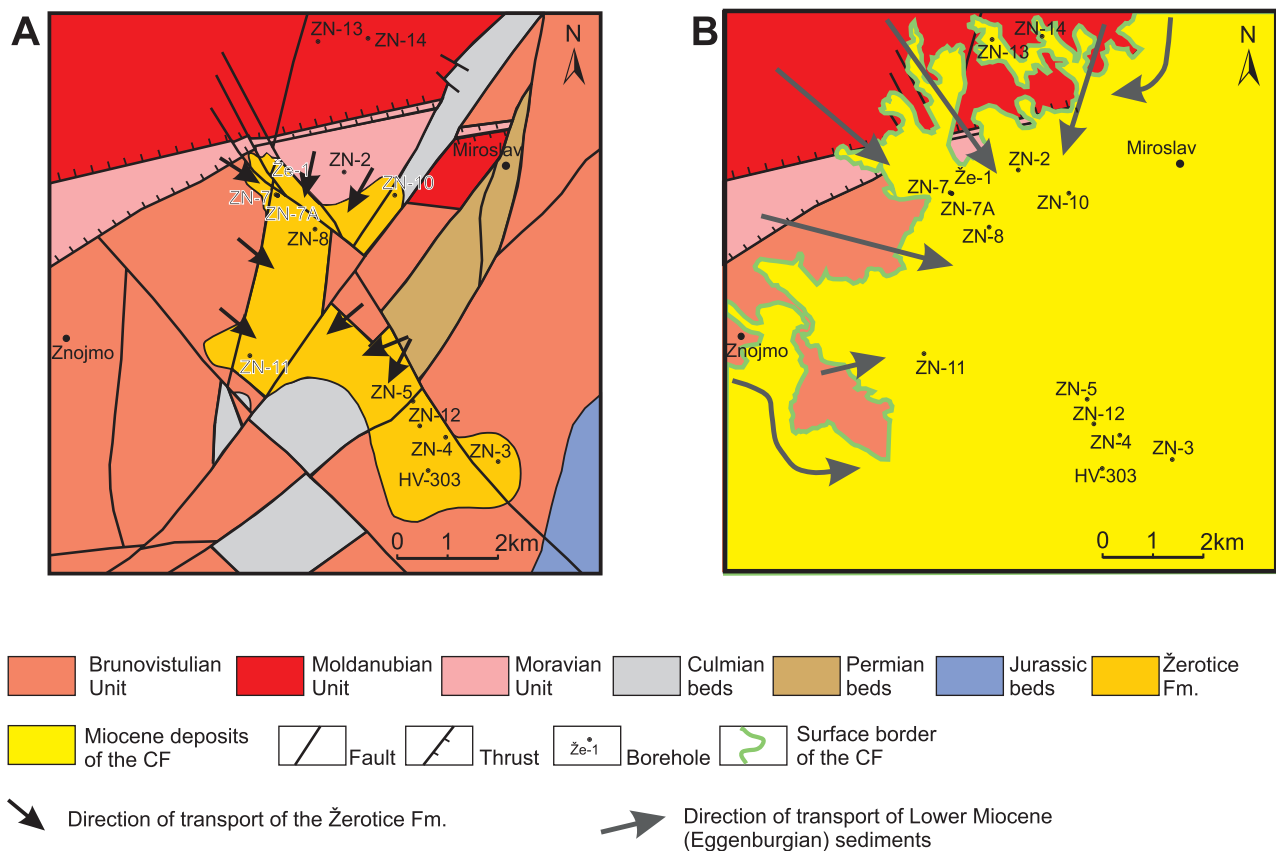 A
ZN-13
ZN-14
N
Miroslav
ZN-2
Že-1
ZN-10
ZN-7
ZN-7A
ZN-8
Znojmo
ZN-11
ZN-5
ZN-12
ZN-4
ZN-3
HV-303
0 1 2km
B
ZN-14
ZN-13
N
Miroslav
ZN-2
Že-1
ZN-7
ZN-7A
ZN-10
ZN-8
Znojmo
ZN-11
ZN-5
ZN-12
ZN-4
ZN-3
HV-303
0 1 2km
Brunovistulian
Unit
Moldanubian
Unit
Moravian
Unit
Culmian
beds
Permian
beds
Jurassic
beds
Žerotice
Fm.
Miocene deposits
of the CF
Fault
Thrust
Že-1
Borehole
Surface border
of the CF
Direction of transport of the Žerotice Fm.
Direction of transport of Lower Miocene
(Eggenburgian) sediments